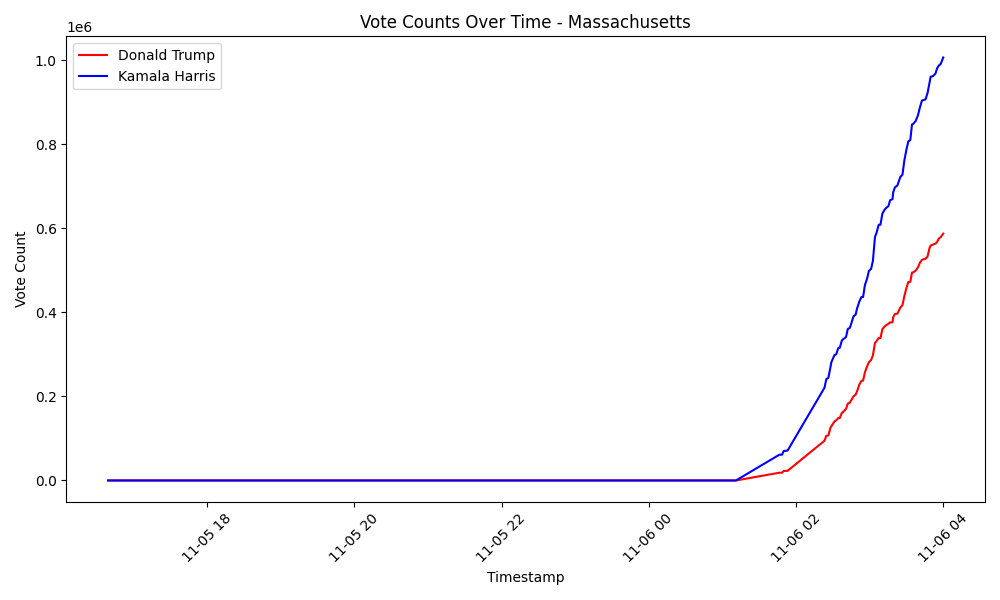 Vote Counts Over Time - Massachusetts
1e6
Donald Trump
Kamala Harris
1.0
0.8
0.6
0.4
0.2
0.0
Vote Count
11-05 18
11-05 20
11-05 22
11-06 00
11-06 02
11-06 04
Timestamp